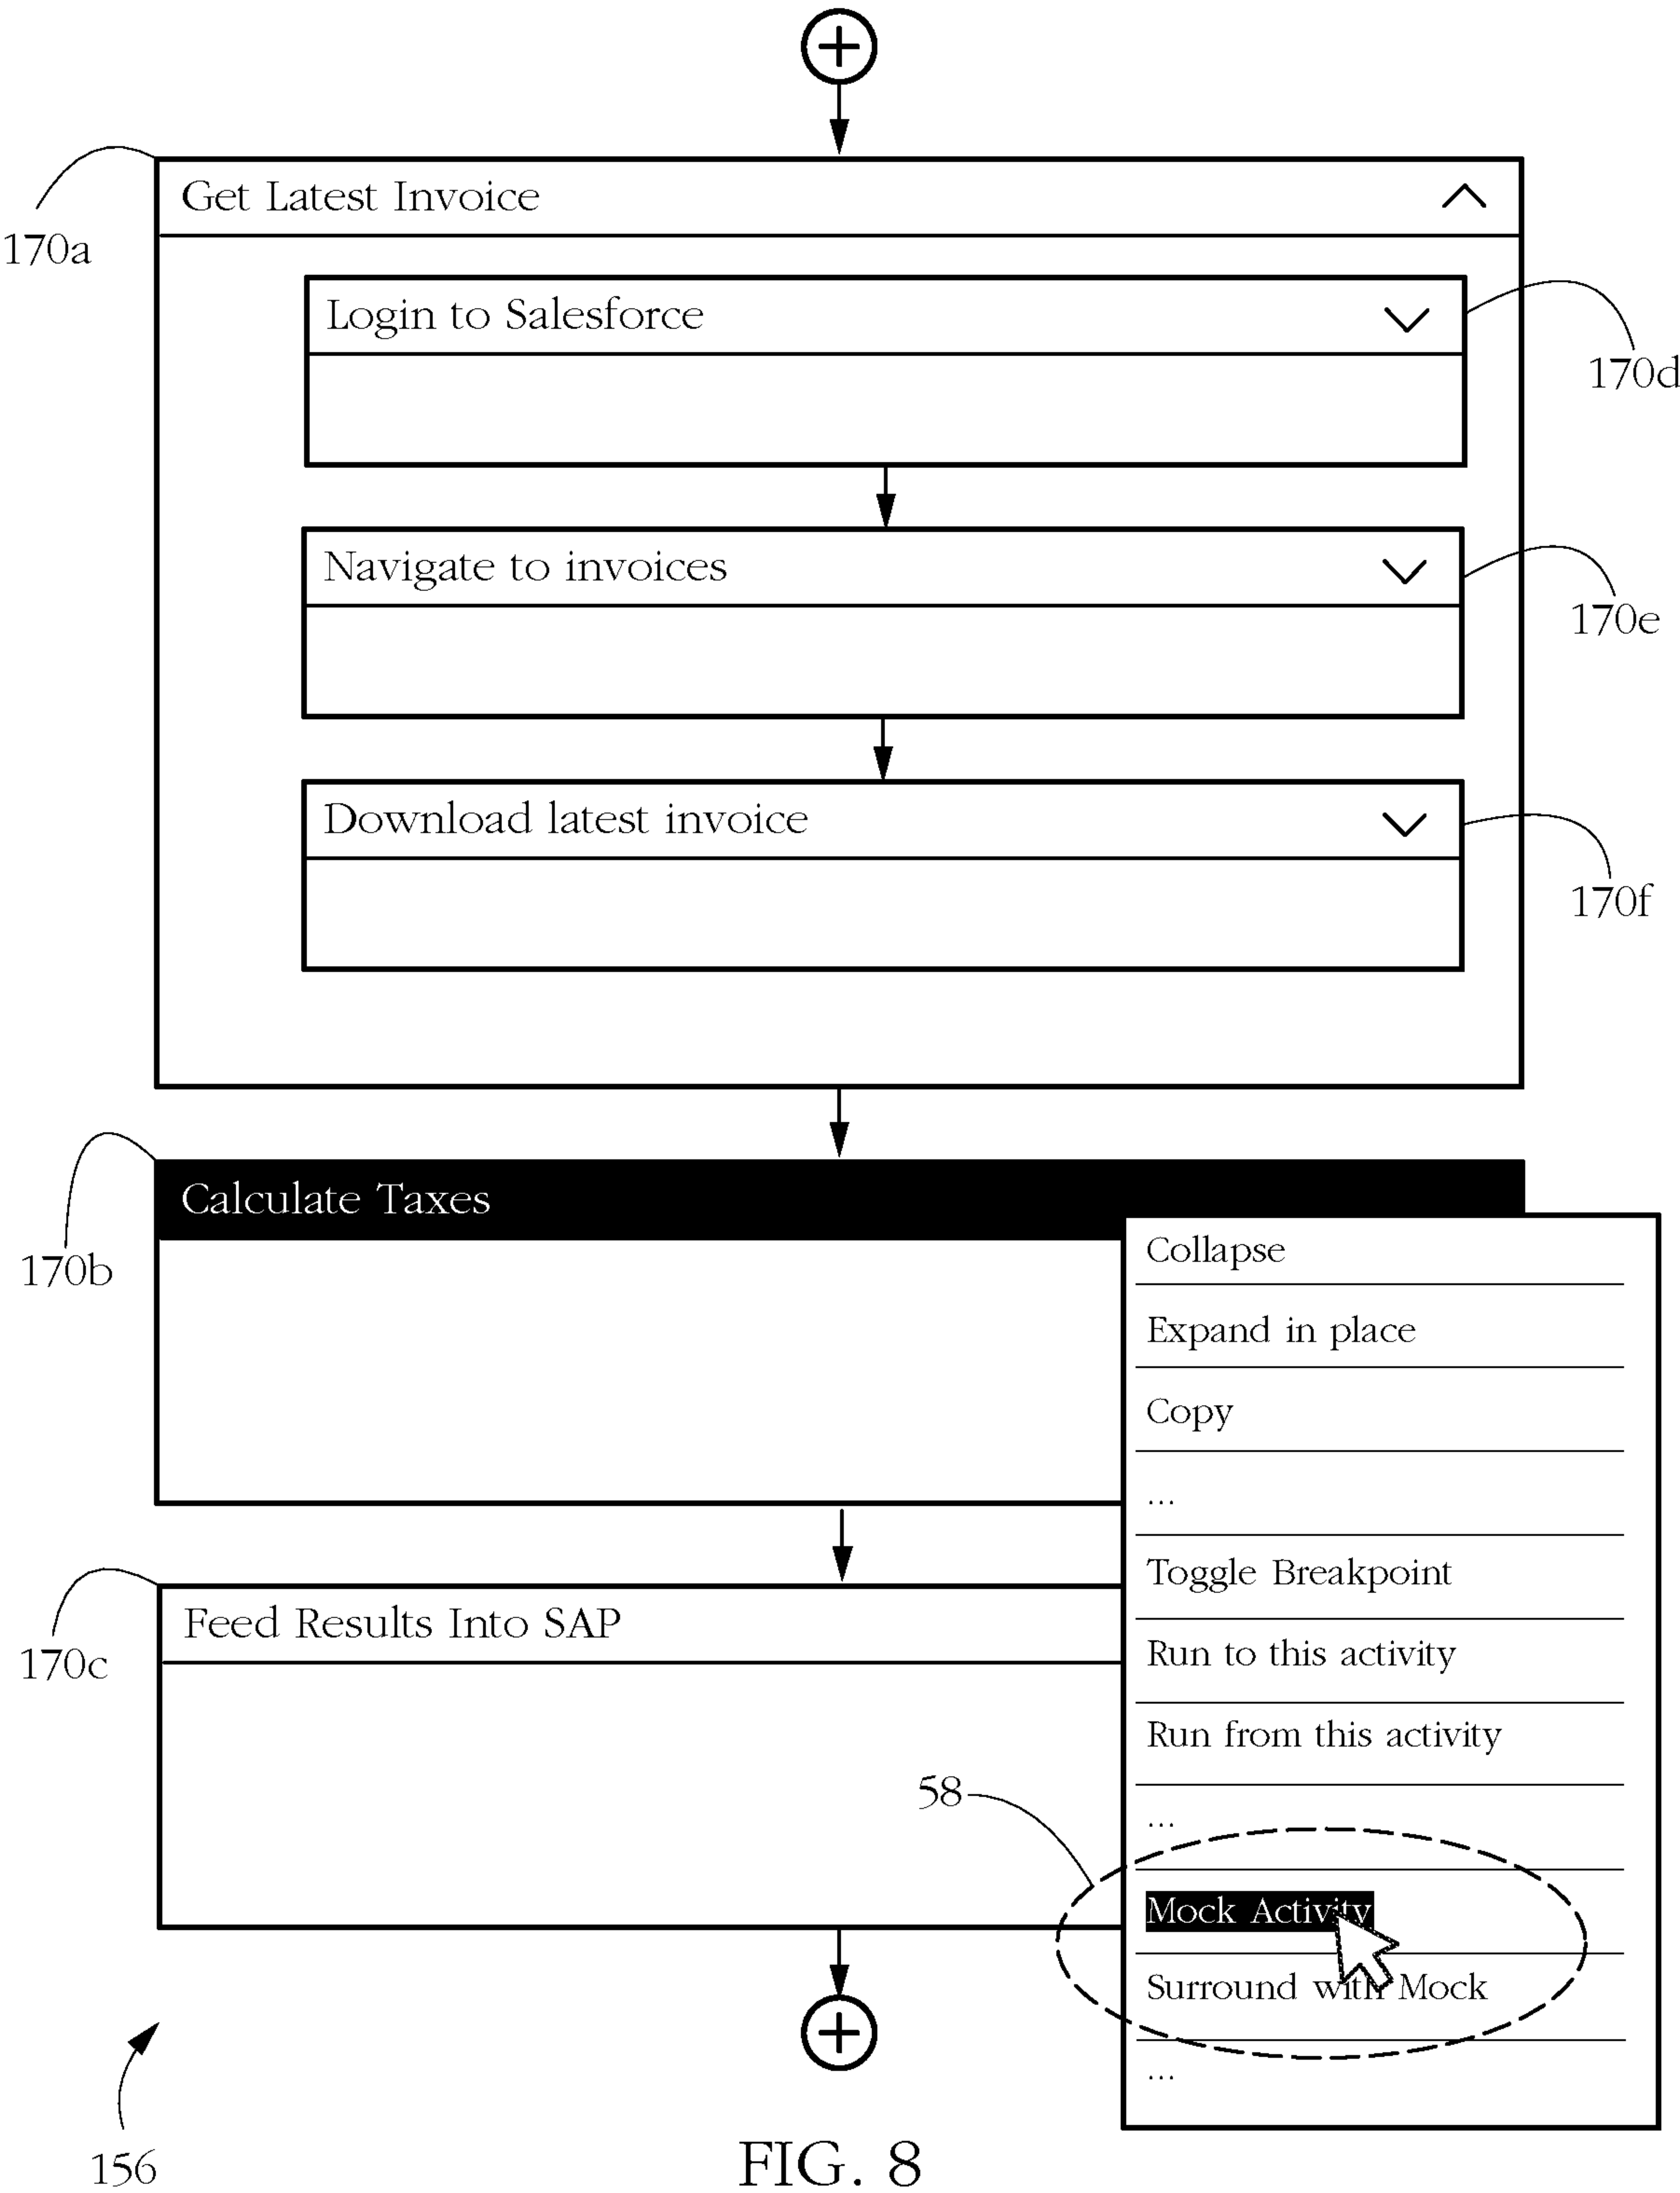 Get Latest Invoice
170a
Login to Salesforce
170d
Navigate to invoices
170e
Download latest invoice
170f
Calculate Taxes
170b
Collapse
Expand in place
Copy
...
Toggle Breakpoint
Run to this activity
Run from this activity
...
Mock Activity
Surround with Mock
...
Feed Results Into SAP
170c
58
156
FIG. 8